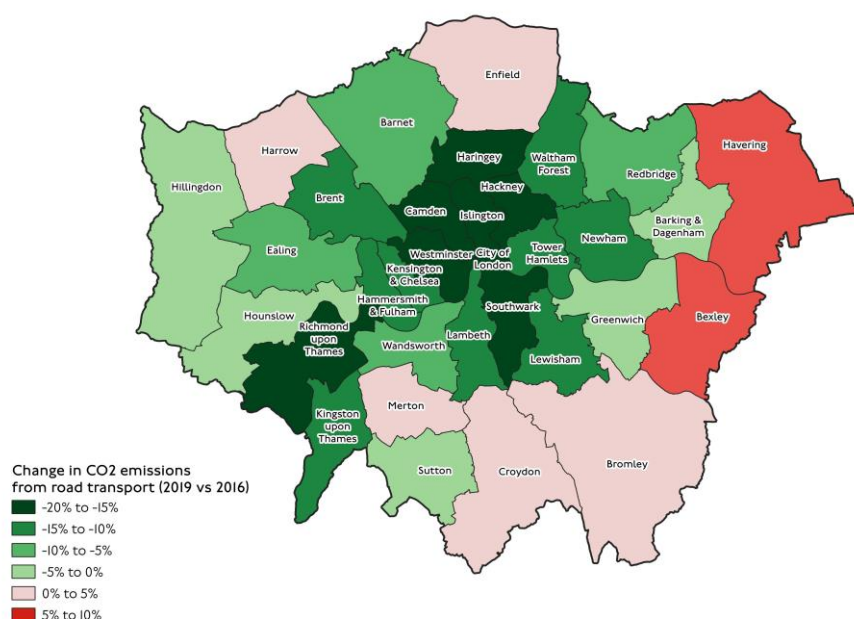 Enfield
Barnet
Harrow
Haringey
Waltham
Forest
Havering
Redbridge
Hillingdon
Hackney
Brent
Camden
Islington
Barking &
Dagenham
Newham
Ealing
Westminster
City of
London
Tower
Hamlets
Kensington
& Chelsea
Hammersmith
& Fulham
Hounslow
Southwark
Greenwich
Bexley
Richmond
upon
Thames
Lambeth
Wandsworth
Lewisham
Merton
Kingston
upon
Thames
Sutton
Croydon
Bromley
Change in CO2 emissions
from road transport (2019 vs 2016)
-20% to -15%
-15% to -10%
-10% to -5%
-5% to 0%
0% to 5%
5% to 10%